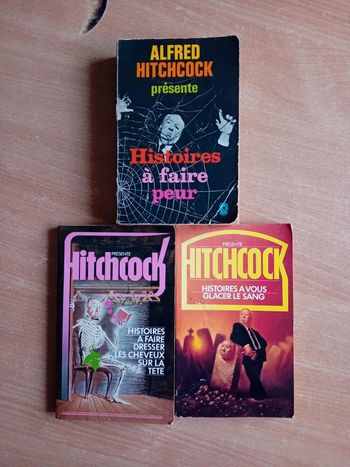 ALFRED
HITCHCOCK
présente
Histoires
à faire
peur
PRÉSENTE
Hitchcock
HISTOIRES
A FAIRE
DRESSER
LES CHEVEUX
SUR LA
TETE
PRÉSENTE
HITCHCOCK
HISTOIRES A VOUS
GLACER LE SANG